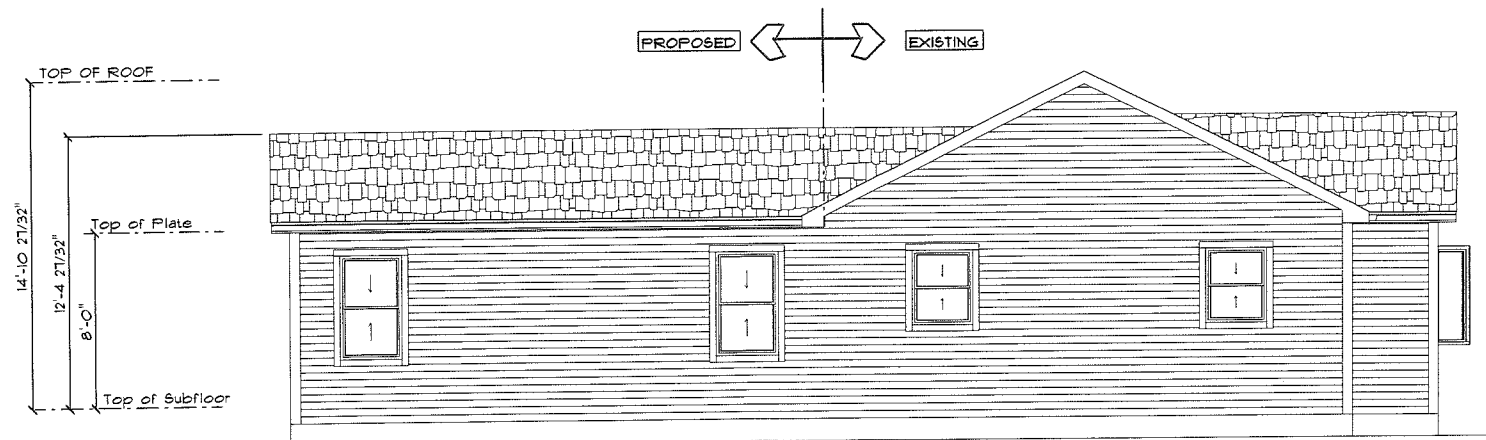 PROPOSED
EXISTING
TOP OF ROOF
14'-10 27/32"
12'-4 27/32"
Top of Plate
8'-0"
Top of Subfloor